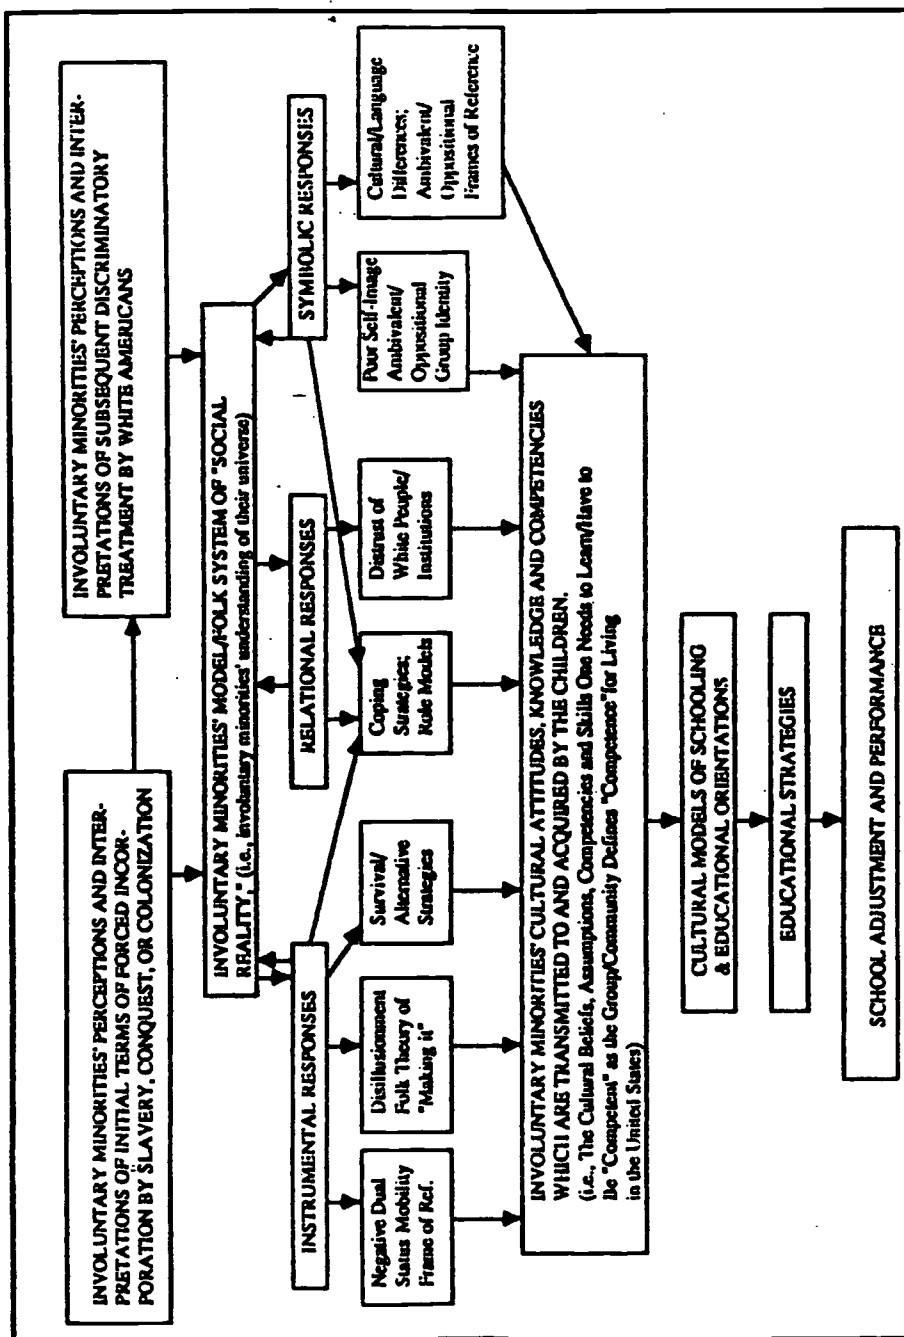 INVOLUNTARY MINORITIES' PERCEPTIONS AND INTER-
PRETATIONS OF INITIAL TERMS OF FORCED INCOR-
PORATION BY SLAVERY, CONQUEST, OR COLONIZATION
INVOLUNTARY MINORITIES' PERCEPTIONS AND INTER-
PRETATIONS OF SUBSEQUENT DISCRIMINATORY
TREATMENT BY WHITE AMERICANS
INVOLUNTARY MINORITIES' MODEL/FOLK SYSTEM OF "SOCIAL
REALITY," (i.e., involuntary minorities' understanding of their universe)
INSTRUMENTAL RESPONSES
RELATIONAL RESPONSES
SYMBOLIC RESPONSES
Negative Dual
Status Mobility
Frame of Ref.
Distillusionment
Folk Theory of
"Making it"
Survival/
Alternative
Strategies
Coping
Strategies;
Role Models
Distrust of
White People/
Institutions
Poor Self-Image
Ambivalent/
Oppositional
Group Identity
Cultural/Language
Differences;
Ambivalent/
Oppositional
Frames of Reference
INVOLUNTARY MINORITIES' CULTURAL ATTITUDES, KNOWLEDGE AND COMPETENCIES
WHICH ARE TRANSMITTED TO AND ACQUIRED BY THE CHILDREN.
(i.e., The Cultural Beliefs, Assumptions, Competencies and Skills One Needs to Learn/Have to
Be "Competent" as the Group/Community Defines "Competence" for Living
in the United States)
CULTURAL MODELS OF SCHOOLING
& EDUCATIONAL ORIENTATIONS
EDUCATIONAL STRATEGIES
SCHOOL ADJUSTMENT AND PERFORMANCE